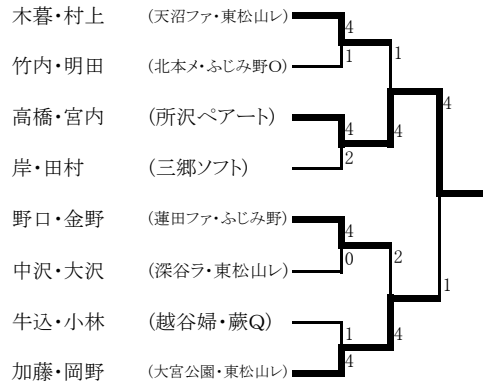 木暮・村上 (天沼ファ・東松山レ)
4
1
竹内・明田 (北本メ・ふじみ野O)
1
高橋・宮内 (所沢ペアート)
4
4
4
岸・田村 (三郷ソフト)
2
野口・金野 (蓮田ファ・ふじみ野)
4
中沢・大沢 (深谷ラ・東松山レ)
0
2
1
牛込・小林 (越谷婦・蕨Q)
1
4
加藤・岡野 (大宮公園・東松山レ)
4